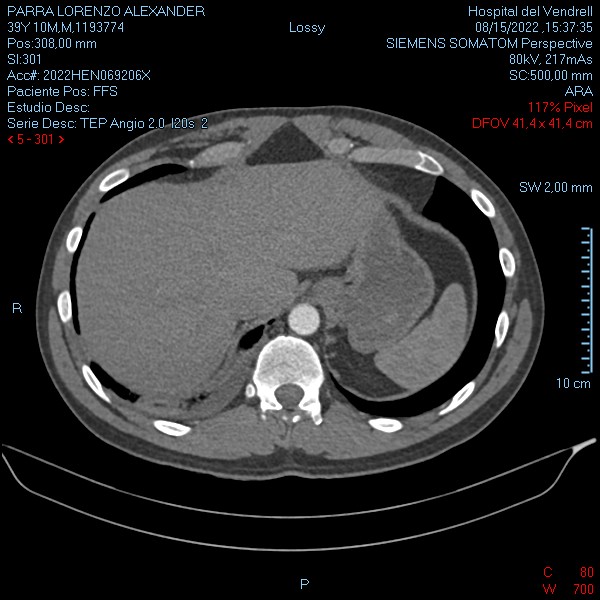 PARRA LORENZO ALEXANDER
39Y 10M,M,1193774
Pos:308,00 mm
SI:301
Acc#: 2022HEN069206X
Paciente Pos: FFS
Estudio Desc:
Serie Desc: TEP Angio 2.0 I20s 2
< 5 - 301 >
Lossy
Hospital del Vendrell
08/15/2022 ,15:37:35
SIEMENS SOMATOM Perspective
80kV, 217mAs
SC:500,00 mm
ARA
117% Pixel
DFOV 41,4 x 41,4 cm
SW 2,00 mm
R
10 cm
P
C 80
W 700